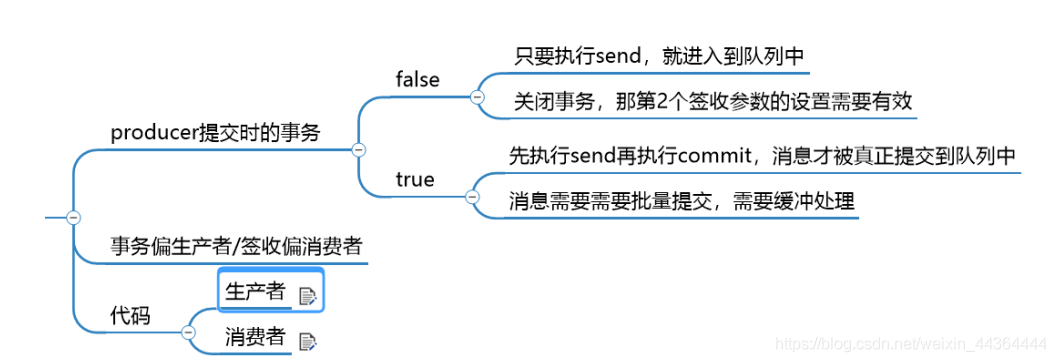 producer提交时的事务
false
只要执行send，就进入到队列中
关闭事务，那第2个签收参数的设置需要有效
true
先执行send再执行commit，消息才被真正提交到队列中
消息需要需要批量提交，需要缓冲处理
事务偏生产者/签收偏消费者
代码
生产者
消费者
https://blog.csdn.net/weixin_44364444